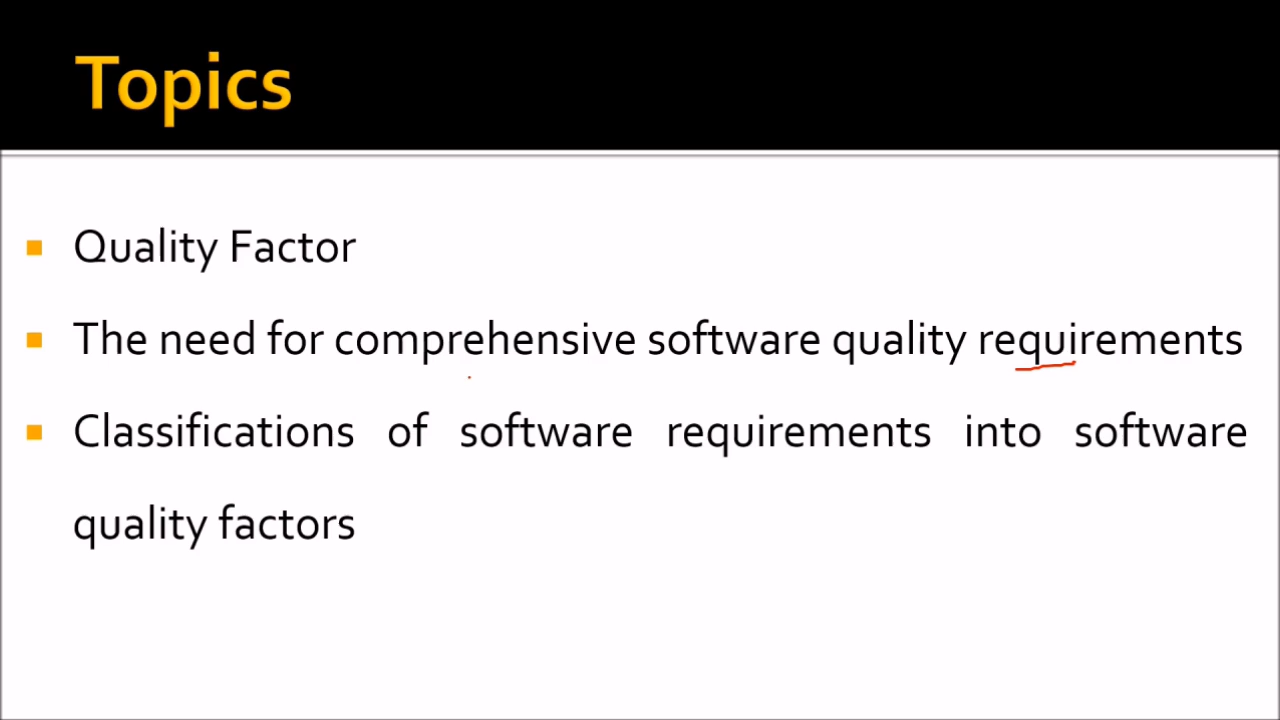 Topics
Quality Factor
The need for comprehensive software quality requirements
Classifications of software requirements into software
quality factors